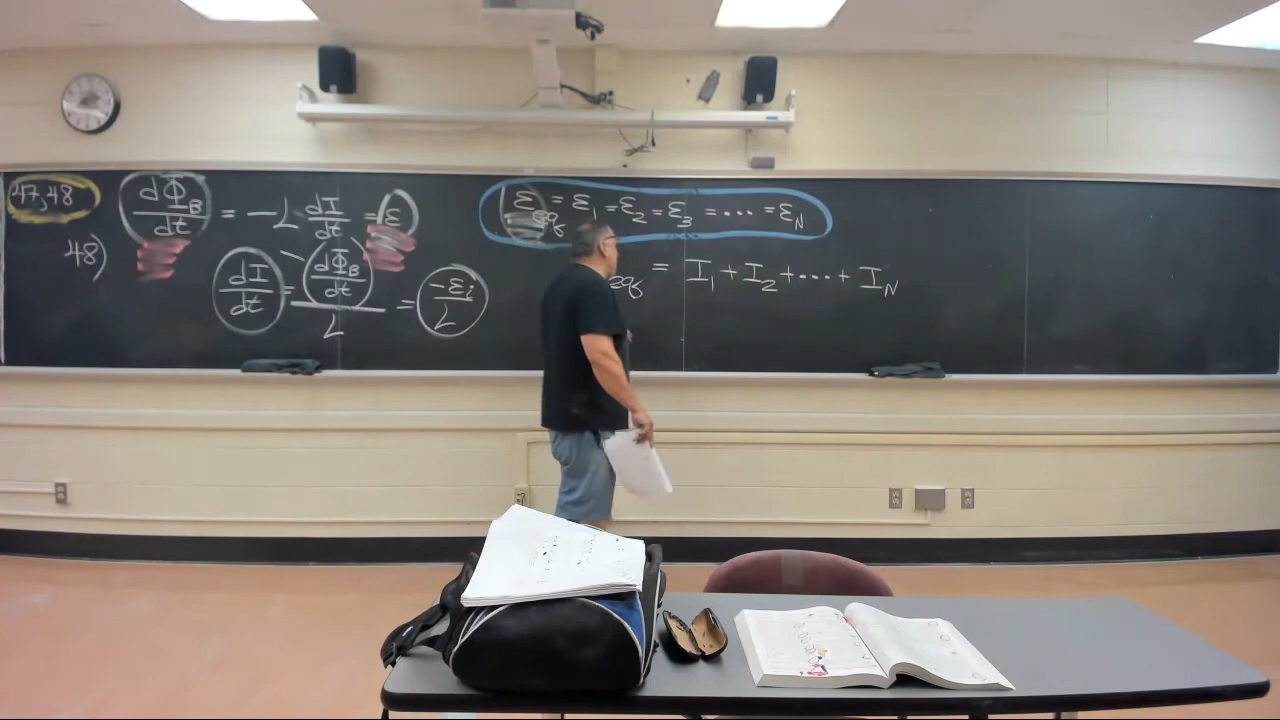 47,48
48)
dΦ_B/dt = -L dI/dt = ε
dI/dt = -(dΦ_B/dt)/L = -ε_i/L
ε_eq = ε_1 = ε_2 = ε_3 = ... = ε_N
eq = I_1 + I_2 + ... + I_N